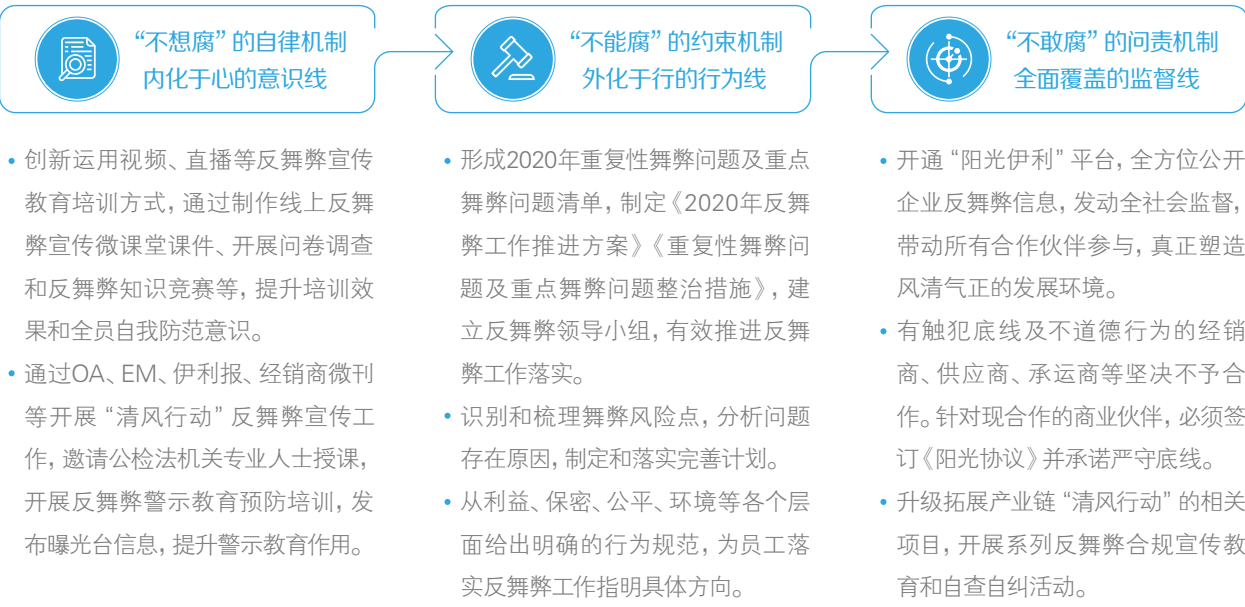 “不想腐”的自律机制
内化于心的意识线
• 创新运用视频、直播等反舞弊宣传
教育培训方式，通过制作线上反舞
弊宣传微课堂课件、开展问卷调查
和反舞弊知识竞赛等，提升培训效
果和全员自我防范意识。
• 通过OA、EM、伊利报、经销商微刊
等开展“清风行动”反舞弊宣传工
作，邀请公检法机关专业人士授课，
开展反舞弊警示教育预防培训，发
布曝光台信息，提升警示教育作用。
“不能腐”的约束机制
外化于行的行为线
• 形成2020年重复性舞弊问题及重点
舞弊问题清单，制定《2020年反舞
弊工作推进方案》《重复性舞弊问
题及重点舞弊问题整治措施》，建
立反舞弊领导小组，有效推进反舞
弊工作落实。
• 识别和梳理舞弊风险点，分析问题
存在原因，制定和落实完善计划。
• 从利益、保密、公平、环境等各个层
面给出明确的行为规范，为员工落
实反舞弊工作指明具体方向。
“不敢腐”的问责机制
全面覆盖的监督线
• 开通“阳光伊利”平台，全方位公开
企业反舞弊信息，发动全社会监督，
带动所有合作伙伴参与，真正塑造
风清气正的发展环境。
• 有触犯底线及不道德行为的经销
商、供应商、承运商等坚决不予合
作。针对现合作的商业伙伴，必须签
订《阳光协议》并承诺严守底线。
• 升级拓展产业链“清风行动”的相关
项目，开展系列反舞弊合规宣传教
育和自查自纠活动。